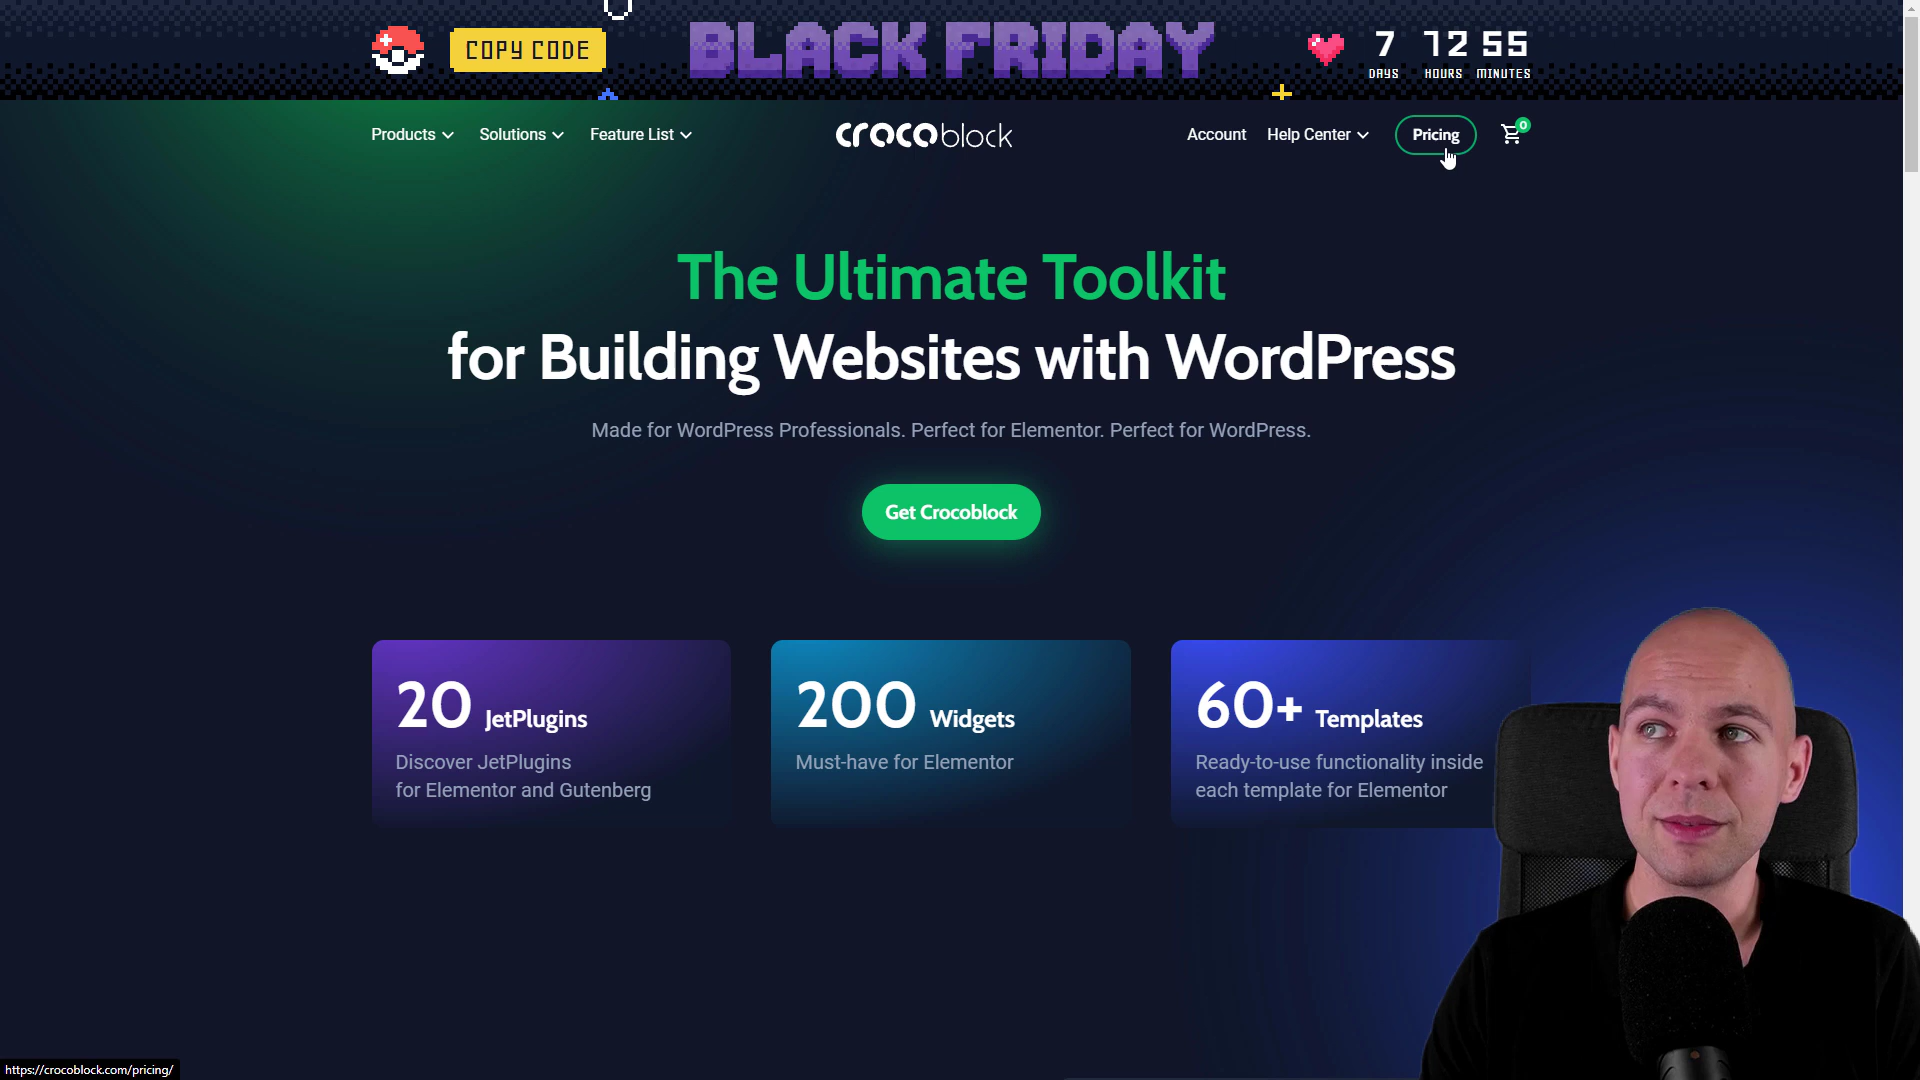 COPY CODE
BLACK FRIDAY
7 12 55
DAYS HOURS MINUTES
Products
Solutions
Feature List
crocoblock
Account
Help Center
Pricing
0
The Ultimate Toolkit
for Building Websites with WordPress
Made for WordPress Professionals. Perfect for Elementor. Perfect for WordPress.
Get Crocoblock
20 JetPlugins
Discover JetPlugins
for Elementor and Gutenberg
200 Widgets
Must-have for Elementor
60+ Templates
Ready-to-use functionality inside
each template for Elementor
https://crocoblock.com/pricing/